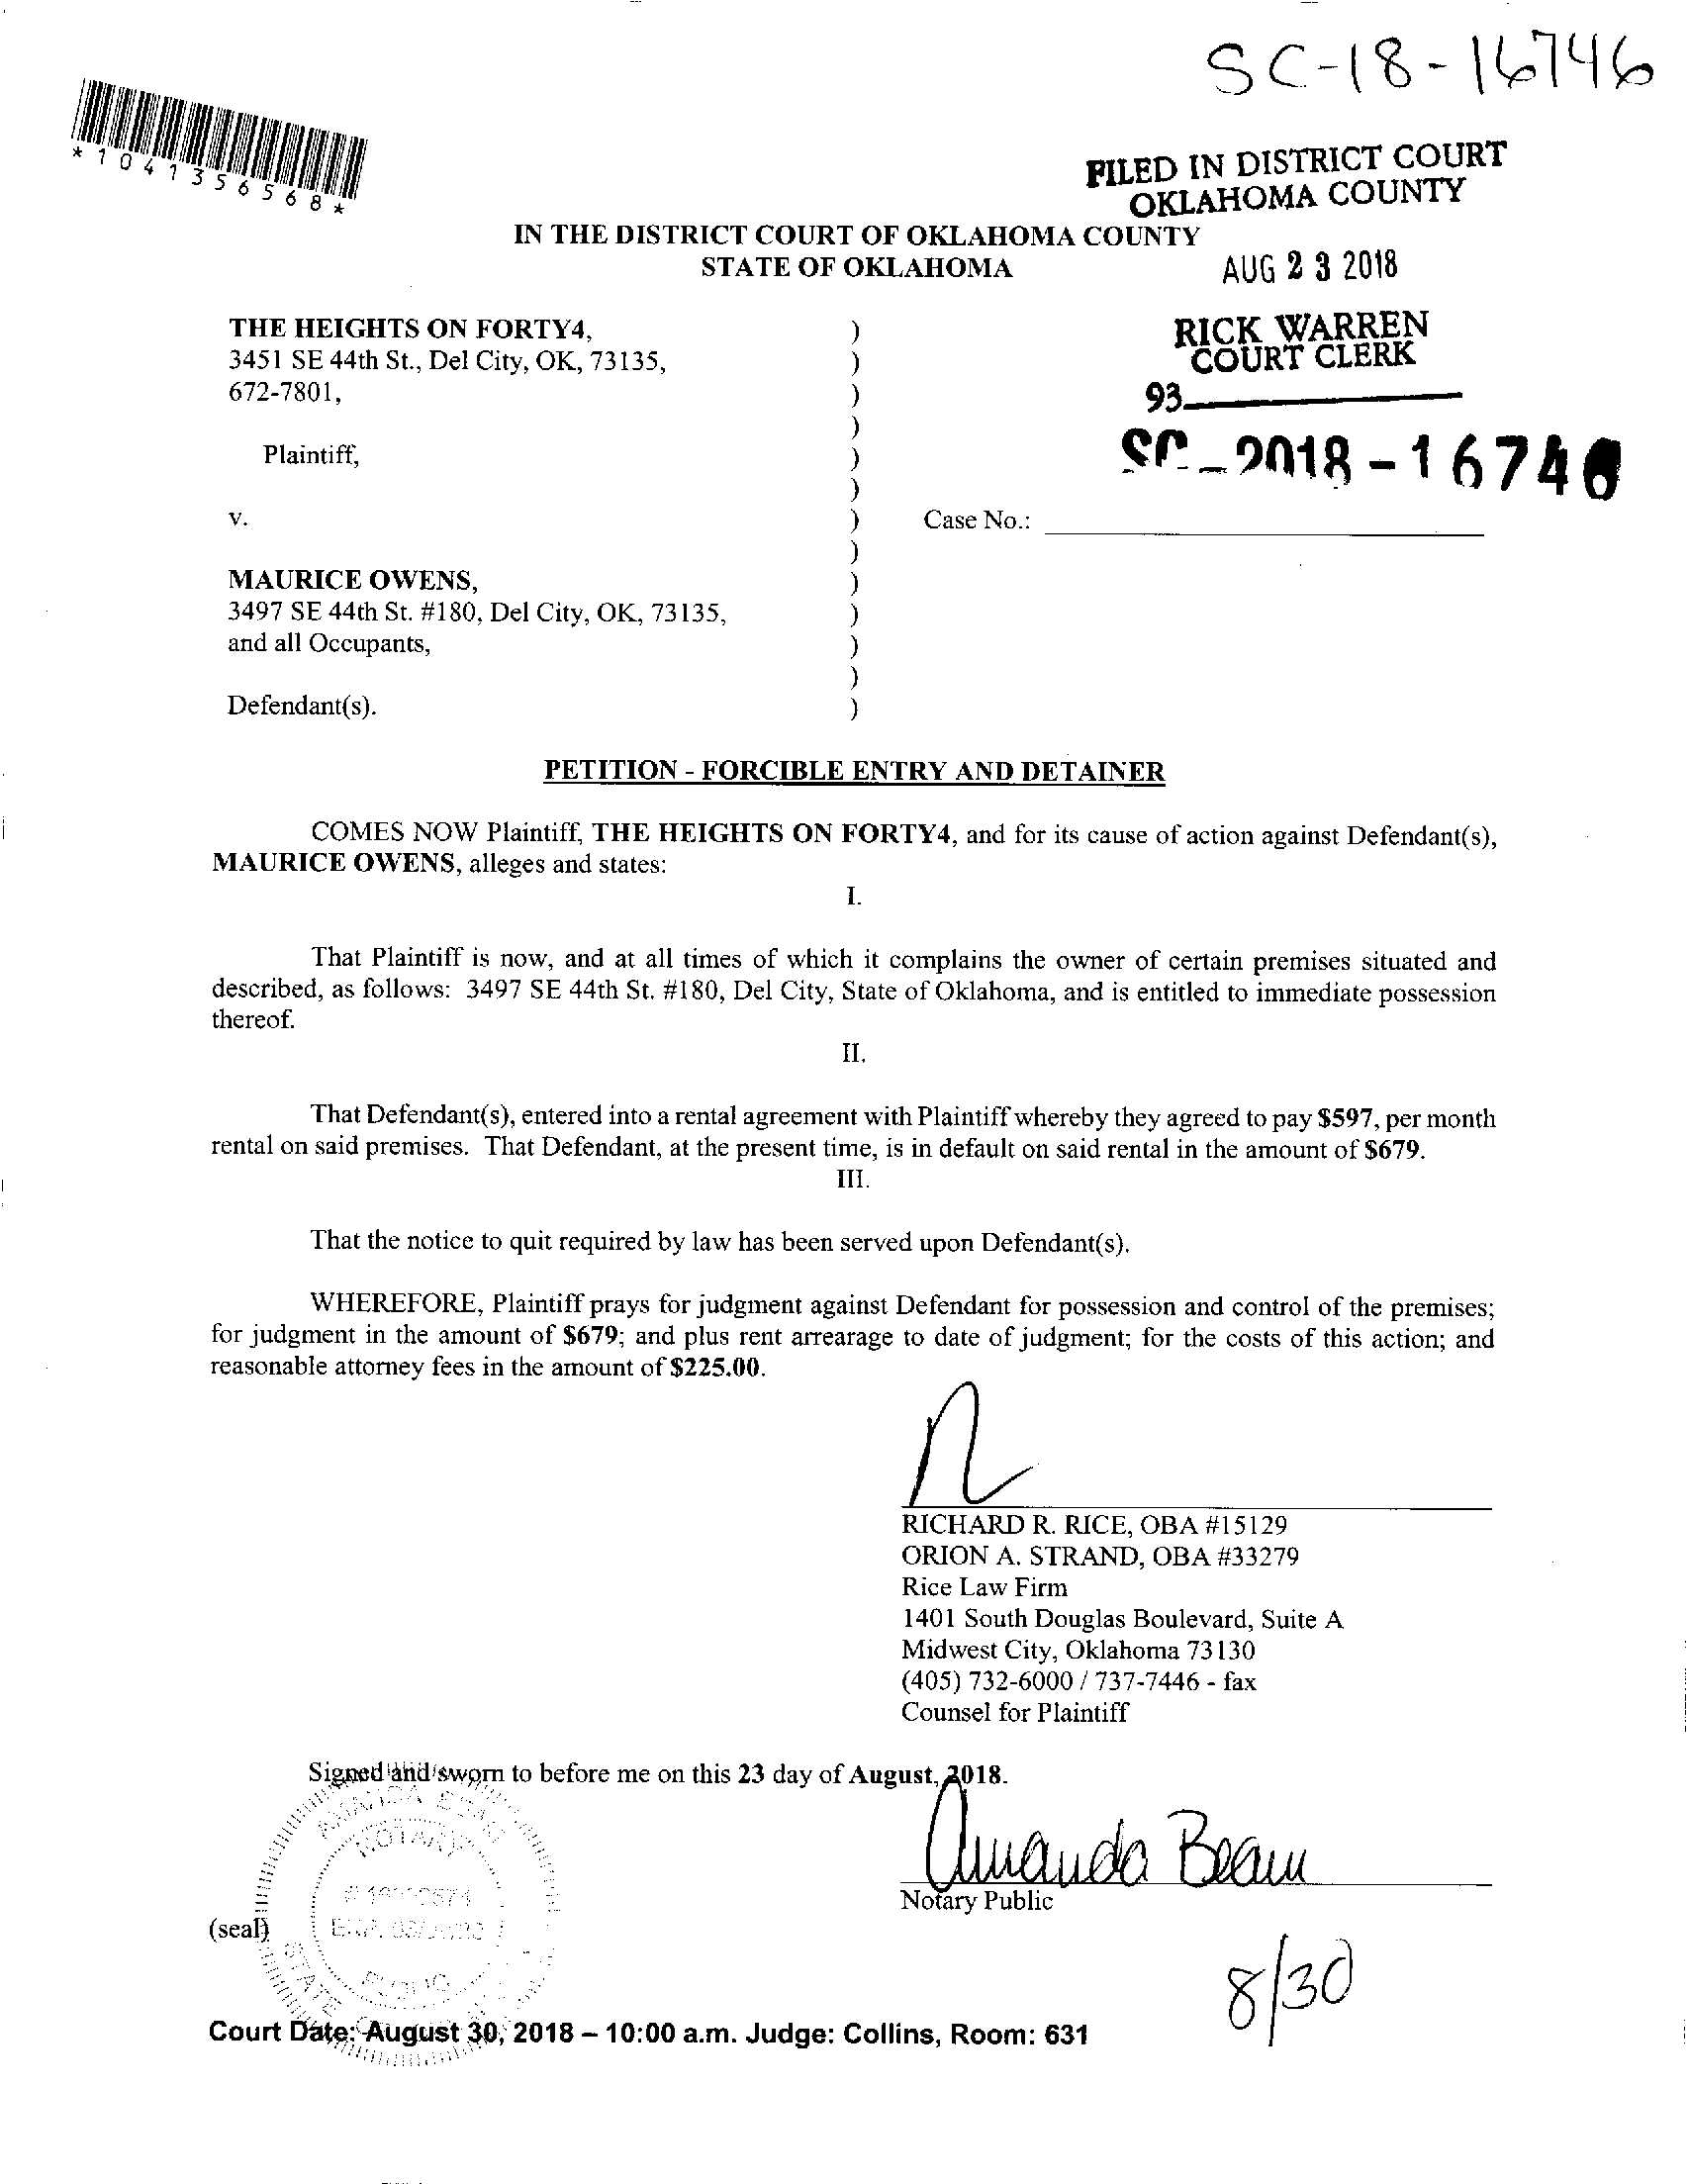 SC-18-16746
*1041356568*
FILED IN DISTRICT COURT
OKLAHOMA COUNTY
IN THE DISTRICT COURT OF OKLAHOMA COUNTY
STATE OF OKLAHOMA
AUG 23 2018
THE HEIGHTS ON FORTY4, )
3451 SE 44th St., Del City, OK, 73135, )
672-7801, )
)
Plaintiff, )
)
v. )
)
MAURICE OWENS, )
3497 SE 44th St. #180, Del City, OK, 73135, )
and all Occupants, )
)
Defendant(s). )
RICK WARREN
COURT CLERK
93
SC-2018-16746
Case No.:
PETITION - FORCIBLE ENTRY AND DETAINER
COMES NOW Plaintiff, THE HEIGHTS ON FORTY4, and for its cause of action against Defendant(s),
MAURICE OWENS, alleges and states:
I.
That Plaintiff is now, and at all times of which it complains the owner of certain premises situated and
described, as follows: 3497 SE 44th St. #180, Del City, State of Oklahoma, and is entitled to immediate possession
thereof.
II.
That Defendant(s), entered into a rental agreement with Plaintiff whereby they agreed to pay $597, per month
rental on said premises. That Defendant, at the present time, is in default on said rental in the amount of $679.
III.
That the notice to quit required by law has been served upon Defendant(s).
WHEREFORE, Plaintiff prays for judgment against Defendant for possession and control of the premises;
for judgment in the amount of $679; and plus rent arrearage to date of judgment; for the costs of this action; and
reasonable attorney fees in the amount of $225.00.
RICHARD R. RICE, OBA #15129
ORION A. STRAND, OBA #33279
Rice Law Firm
1401 South Douglas Boulevard, Suite A
Midwest City, Oklahoma 73130
(405) 732-6000 / 737-7446 - fax
Counsel for Plaintiff
Signed and sworn to before me on this 23 day of August, 2018.
Amanda Beam
Notary Public
NOTARY
PUBLIC
STATE
(seal)
8/30
Court Date: August 30, 2018 – 10:00 a.m. Judge: Collins, Room: 631